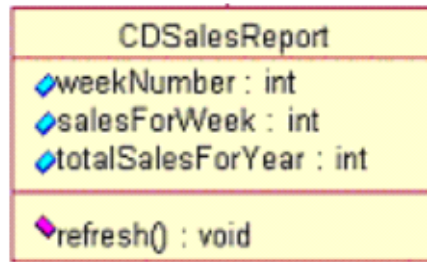 CDSalesReport
weekNumber : int
salesForWeek : int
totalSalesForYear : int
refresh() : void